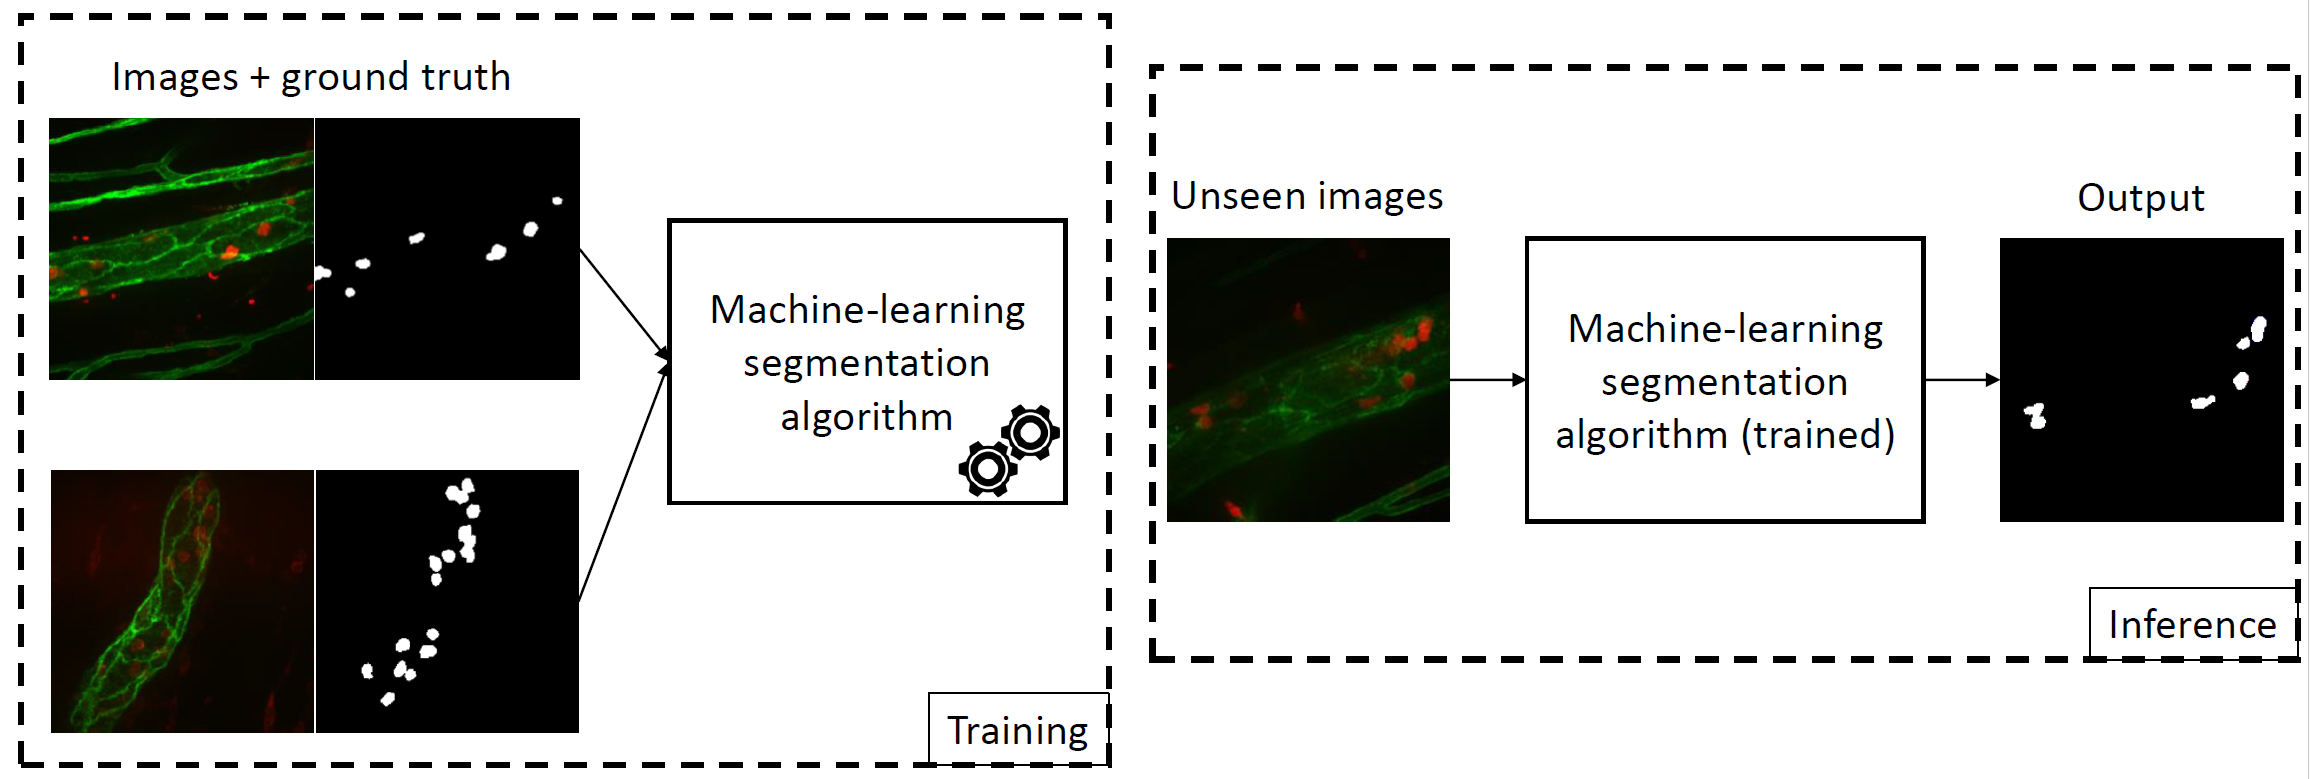 Images + ground truth
Machine-learning
segmentation
algorithm
Training
Unseen images
Machine-learning
segmentation
algorithm (trained)
Output
Inference